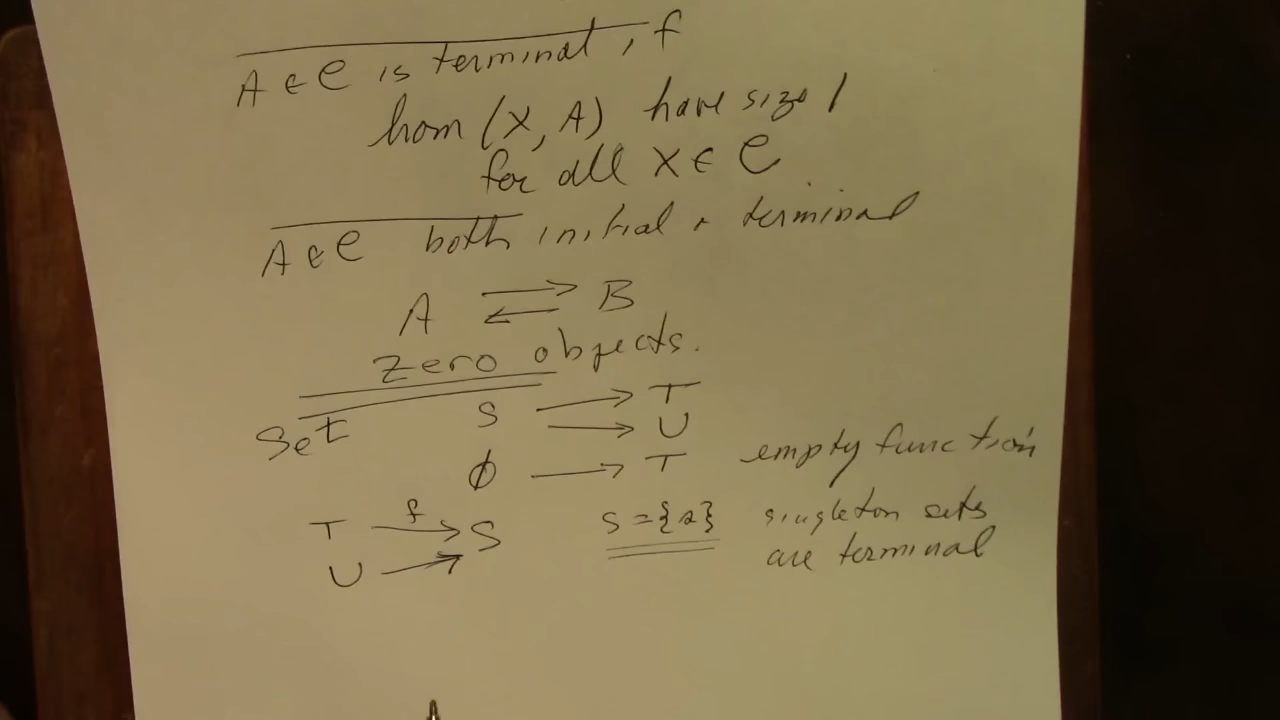 A ∈ C is terminal if
hom (X, A) have size 1
for all X ∈ C
A ∈ C both initial + terminal
A ⇄ B
Zero objects.
Set S → T
→ U
∅ → T empty function
T →f S S = {s} singleton sets
U → are terminal